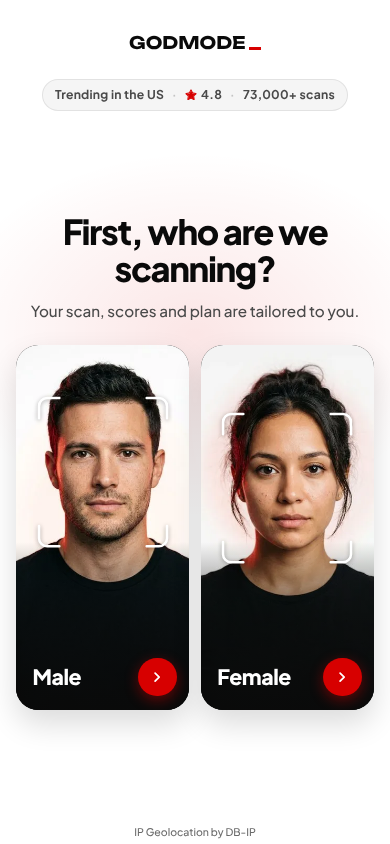 GODMODE_
Trending in the US · ★ 4.8 · 73,000+ scans
First, who are we
scanning?
Your scan, scores and plan are tailored to you.
Male
Female
IP Geolocation by DB-IP